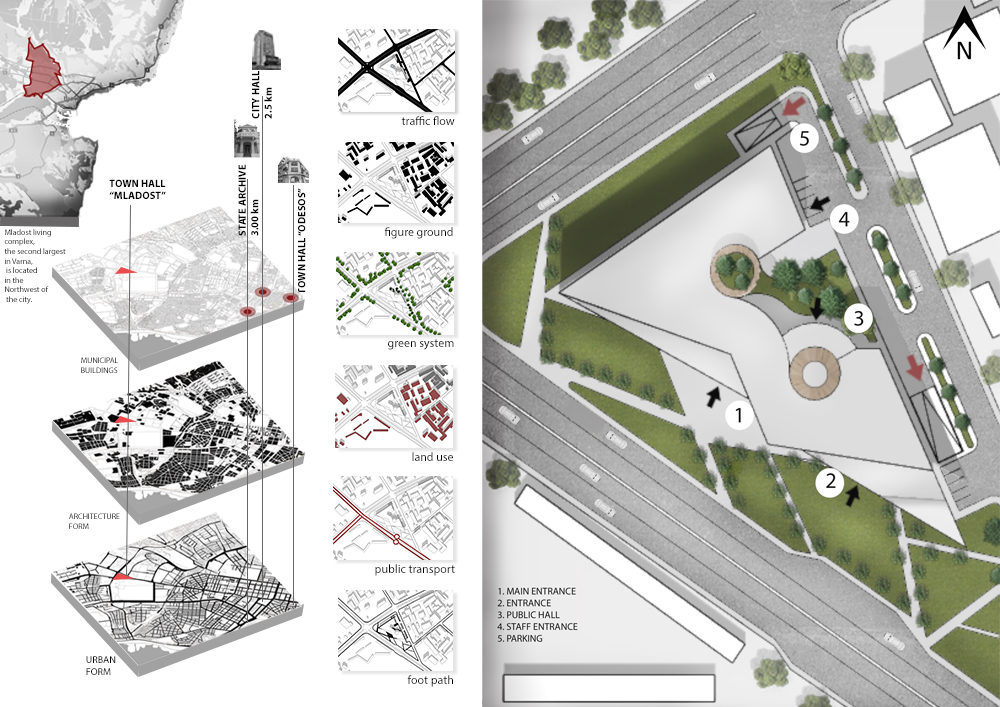 Mladost living
complex,
the second largest
in Varna,
is located
in the
Northwest of
the city.
TOWN HALL
"MLADOST"
CITY HALL
2.5 km
STATE ARCHIVE
3.00 km
TOWN HALL "ODESOS"
MUNICIPAL
BUILDINGS
ARCHITECTURE
FORM
URBAN
FORM
traffic flow
figure ground
green system
land use
public transport
foot path
N
5
4
3
1
2
1. MAIN ENTRANCE
2. ENTRANCE
3. PUBLIC HALL
4. STAFF ENTRANCE
5. PARKING